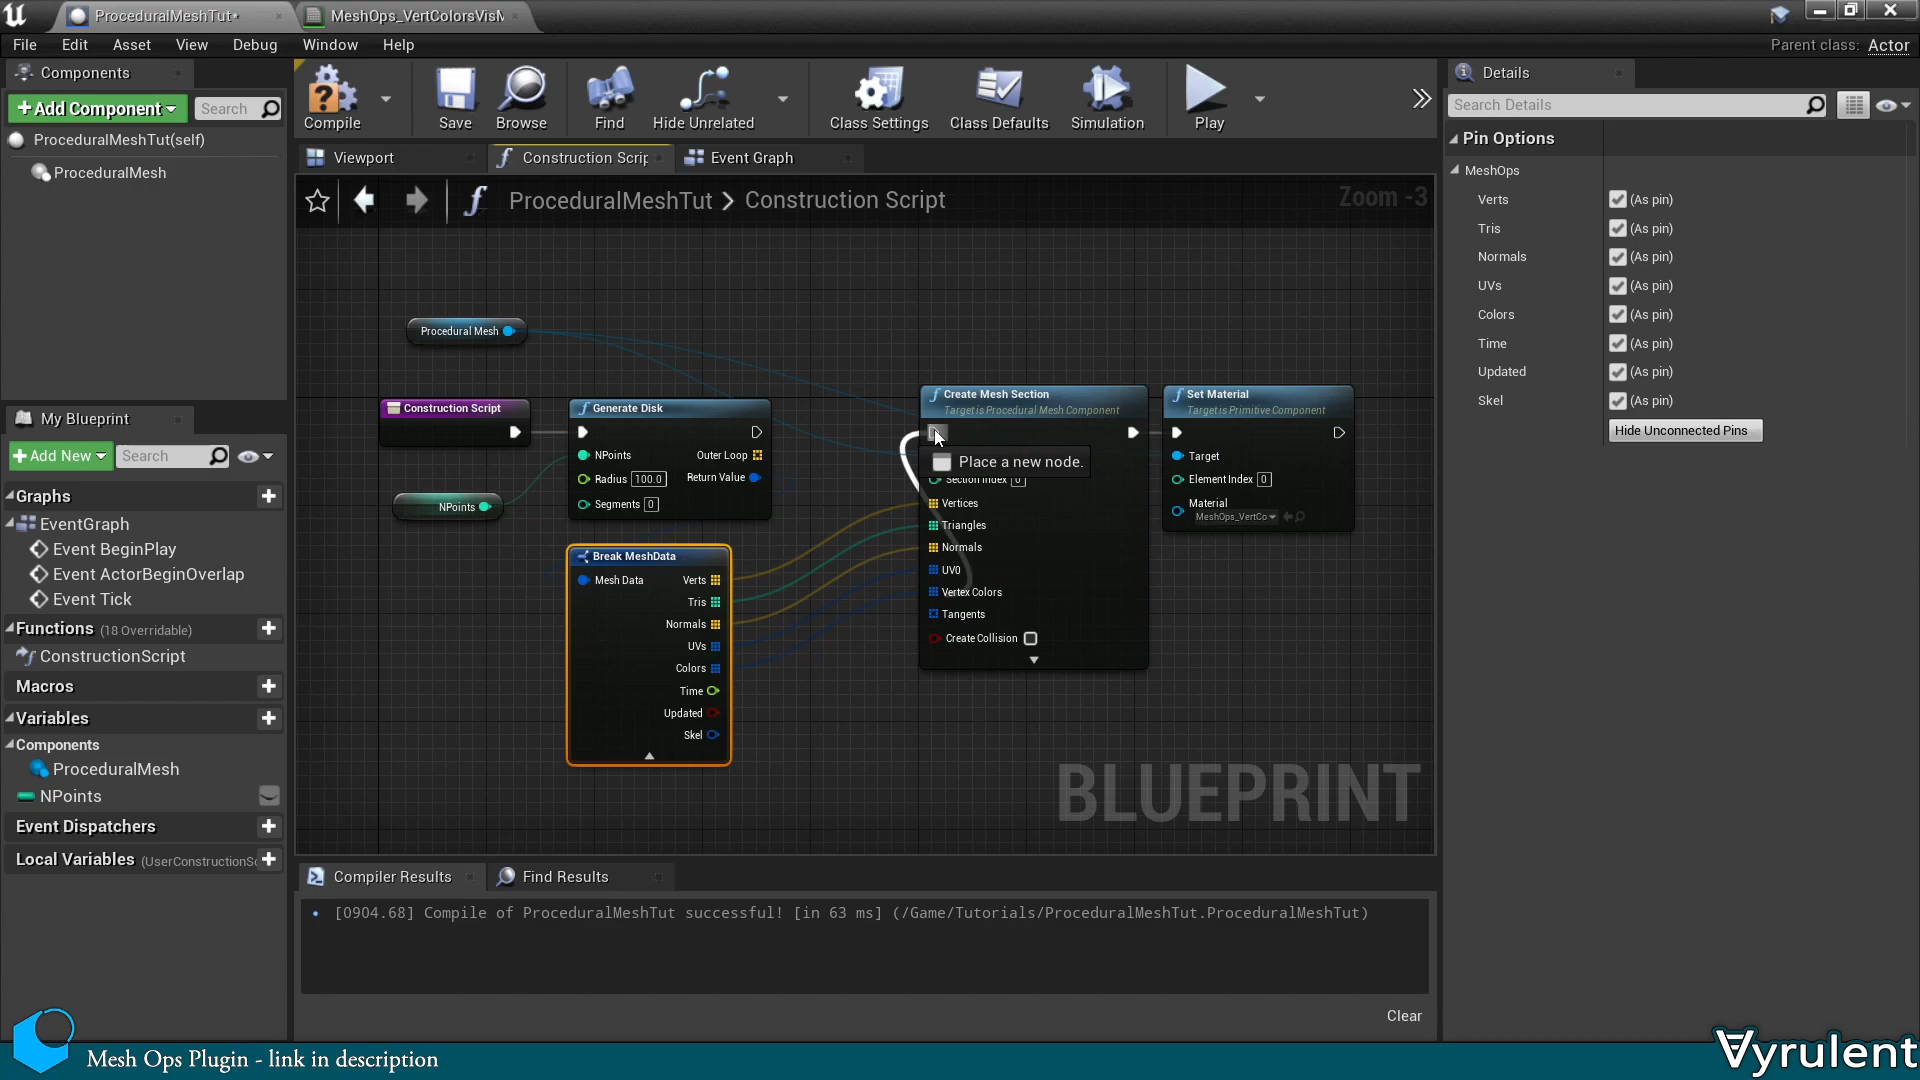 ProceduralMeshTut*
MeshOps_VertColorsVisM
File Edit Asset View Debug Window Help
Parent class: Actor
Components
+Add Component
Search
ProceduralMeshTut(self)
ProceduralMesh
Compile Save Browse Find Hide Unrelated Class Settings Class Defaults Simulation Play
Viewport
Construction Scrip
Event Graph
ProceduralMeshTut > Construction Script
Zoom -3
Procedural Mesh
Construction Script
Generate Disk
NPoints
Outer Loop
Radius 100.0
Return Value
Segments 0
NPoints
Break MeshData
Mesh Data
Verts
Tris
Normals
UVs
Colors
Time
Updated
Skel
Create Mesh Section
Target is Procedural Mesh Component
Place a new node.
Section Index 0
Vertices
Triangles
Normals
UV0
Vertex Colors
Tangents
Create Collision
Set Material
Target is Primitive Component
Target
Element Index 0
Material
MeshOps_VertCo
BLUEPRINT
My Blueprint
+Add New
Search
Graphs
EventGraph
Event BeginPlay
Event ActorBeginOverlap
Event Tick
Functions (18 Overridable)
ConstructionScript
Macros
Variables
Components
ProceduralMesh
NPoints
Event Dispatchers
Local Variables (UserConstructionSc
Compiler Results
Find Results
[0904.68] Compile of ProceduralMeshTut successful! [in 63 ms] (/Game/Tutorials/ProceduralMeshTut.ProceduralMeshTut)
Clear
Details
Search Details
Pin Options
MeshOps
Verts (As pin)
Tris (As pin)
Normals (As pin)
UVs (As pin)
Colors (As pin)
Time (As pin)
Updated (As pin)
Skel (As pin)
Hide Unconnected Pins
Mesh Ops Plugin - link in description
Vyrulent